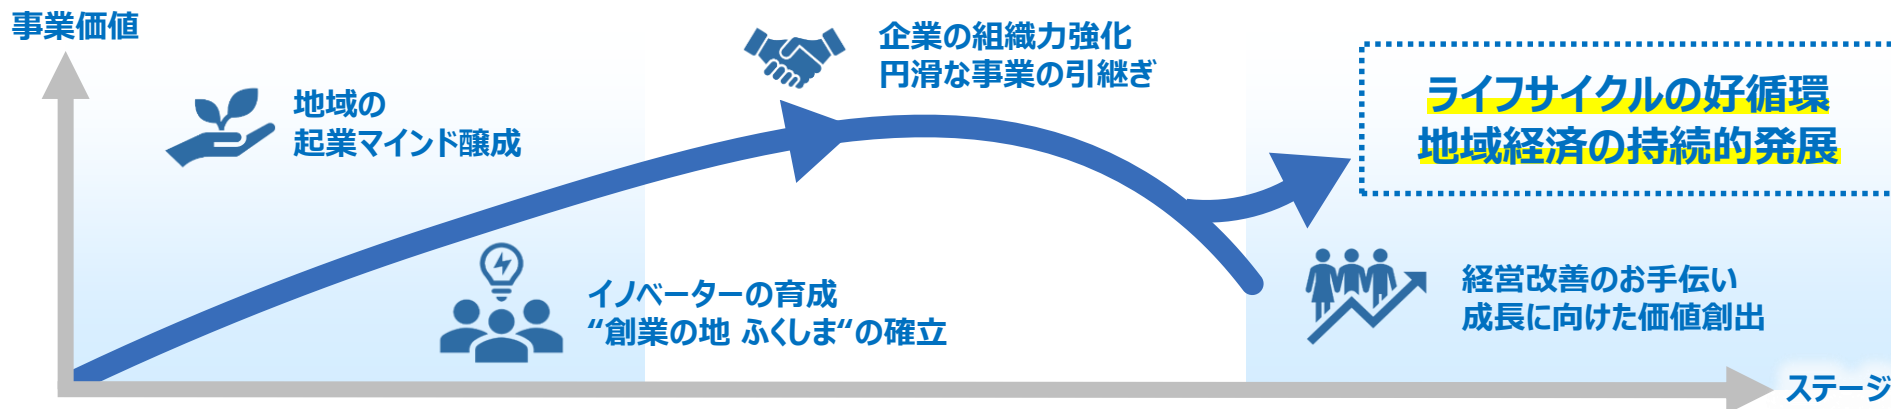 事業価値
地域の
起業マインド醸成
イノベーターの育成
“創業の地 ふくしま“の確立
企業の組織力強化
円滑な事業の引継ぎ
ライフサイクルの好循環
地域経済の持続的発展
経営改善のお手伝い
成長に向けた価値創出
ステージ